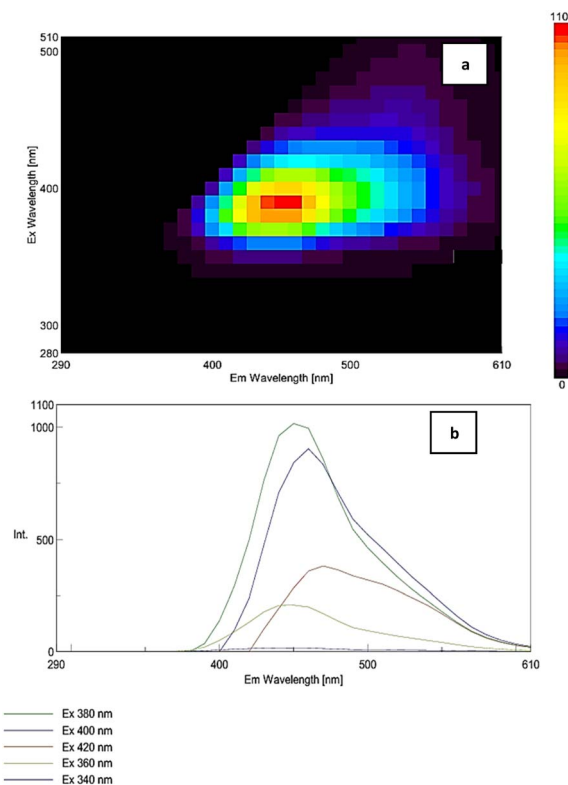 110
510
500
a
Ex Wavelength [nm]
400
300
280
290
400
500
610
0
Em Wavelength [nm]
1100
1000
b
Int.
500
0
290
400
500
610
Em Wavelength [nm]
Ex 380 nm
Ex 400 nm
Ex 420 nm
Ex 360 nm
Ex 340 nm